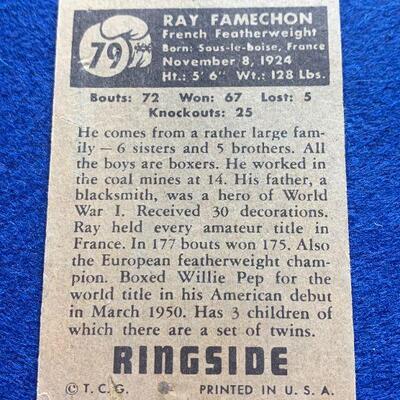 79
RAY FAMECHON
French Featherweight
Born: Sous-le-boise, France
November 8, 1924
Ht.: 5' 6" Wt.: 128 Lbs.
Bouts: 72 Won: 67 Lost: 5
Knockouts: 25
He comes from a rather large fam-
ily — 6 sisters and 5 brothers. All
the boys are boxers. He worked in
the coal mines at 14. His father, a
blacksmith, was a hero of World
War I. Received 30 decorations.
Ray held every amateur title in
France. In 177 bouts won 175. Also
the European featherweight cham-
pion. Boxed Willie Pep for the
world title in his American debut
in March 1950. Has 3 children of
which there are a set of twins.
RINGSIDE
© T. C. G. PRINTED IN U. S. A.